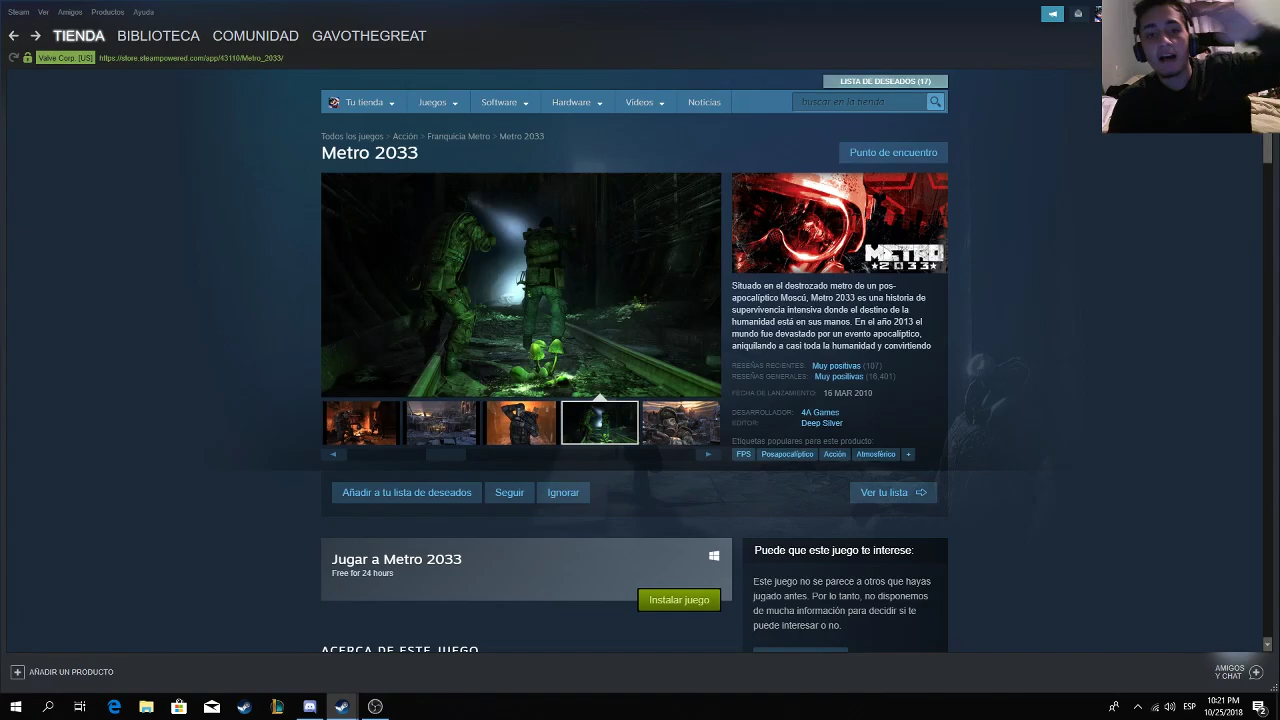 Steam Ver Amigos Productos Ayuda
TIENDA BIBLIOTECA COMUNIDAD GAVOTHEGREAT
Valve Corp. [US] https://store.steampowered.com/app/43110/Metro_2033/
LISTA DE DESEADOS (17)
Tu tienda Juegos Software Hardware Vídeos Noticias buscar en la tienda
Todos los juegos > Acción > Franquicia Metro > Metro 2033
Metro 2033
Punto de encuentro
METRO
2033
Situado en el destrozado metro de un pos-
apocalíptico Moscú, Metro 2033 es una historia de
supervivencia intensiva donde el destino de la
humanidad está en sus manos. En el año 2013 el
mundo fue devastado por un evento apocalíptico,
aniquilando a casi toda la humanidad y convirtiendo
RESEÑAS RECIENTES: Muy positivas (107)
RESEÑAS GENERALES: Muy positivas (16,401)
FECHA DE LANZAMIENTO: 16 MAR 2010
DESARROLLADOR: 4A Games
EDITOR: Deep Silver
Etiquetas populares para este producto:
FPS Posapocalíptico Acción Atmosférico +
Añadir a tu lista de deseados Seguir Ignorar Ver tu lista
Jugar a Metro 2033
Free for 24 hours
Instalar juego
Puede que este juego te interese:
Este juego no se parece a otros que hayas
jugado antes. Por lo tanto, no disponemos
de mucha información para decidir si te
puede interesar o no.
ACERCA DE ESTE JUEGO
AÑADIR UN PRODUCTO
AMIGOS
Y CHAT
ESP
10:21 PM
10/25/2018
2